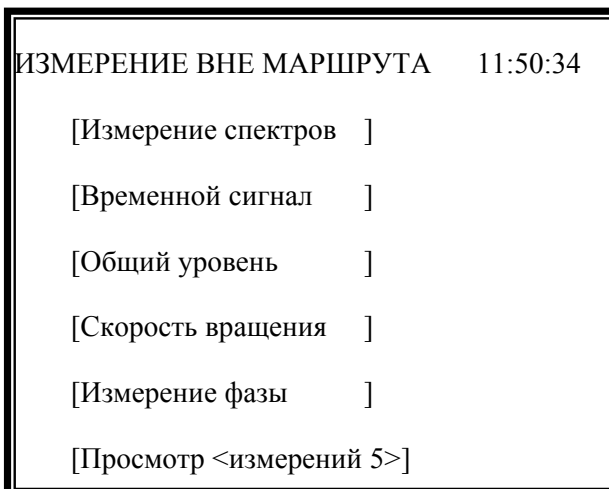 ИЗМЕРЕНИЕ ВНЕ МАРШРУТА 11:50:34
[Измерение спектров ]
[Временной сигнал ]
[Общий уровень ]
[Скорость вращения ]
[Измерение фазы ]
[Просмотр <измерений 5>]